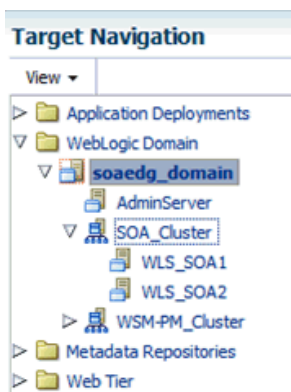 Target Navigation
View
Application Deployments
WebLogic Domain
soaedg_domain
AdminServer
SOA_Cluster
WLS_SOA1
WLS_SOA2
WSM-PM_Cluster
Metadata Repositories
Web Tier